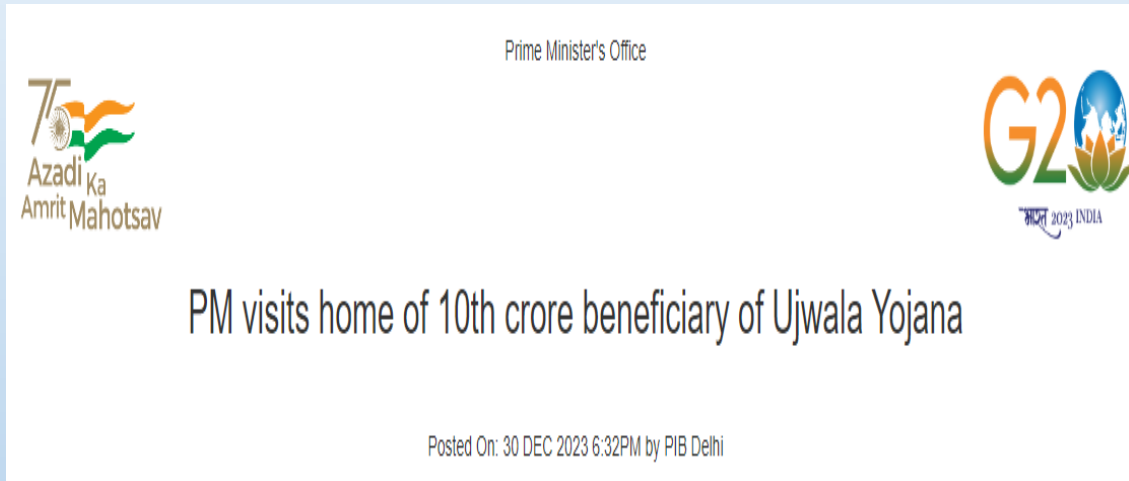 Prime Minister's Office
75
Azadi Ka
Amrit Mahotsav
G20
भारत 2023 INDIA
PM visits home of 10th crore beneficiary of Ujwala Yojana
Posted On: 30 DEC 2023 6:32PM by PIB Delhi